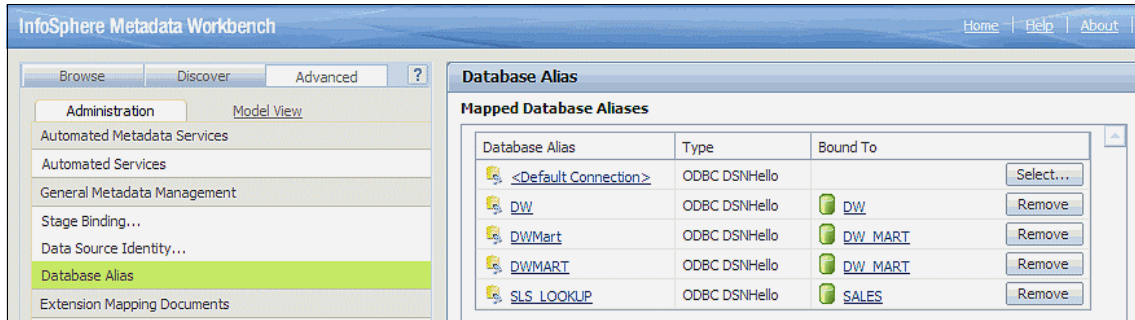 InfoSphere Metadata Workbench
Home | Help | About |
Browse Discover Advanced ?
Administration Model View
Automated Metadata Services
Automated Services
General Metadata Management
Stage Binding...
Data Source Identity...
Database Alias
Extension Mapping Documents
Database Alias
Mapped Database Aliases
Database Alias Type Bound To
<Default Connection> ODBC DSNHello Select...
DW ODBC DSNHello DW Remove
DWMart ODBC DSNHello DW_MART Remove
DWMART ODBC DSNHello DW_MART Remove
SLS_LOOKUP ODBC DSNHello SALES Remove